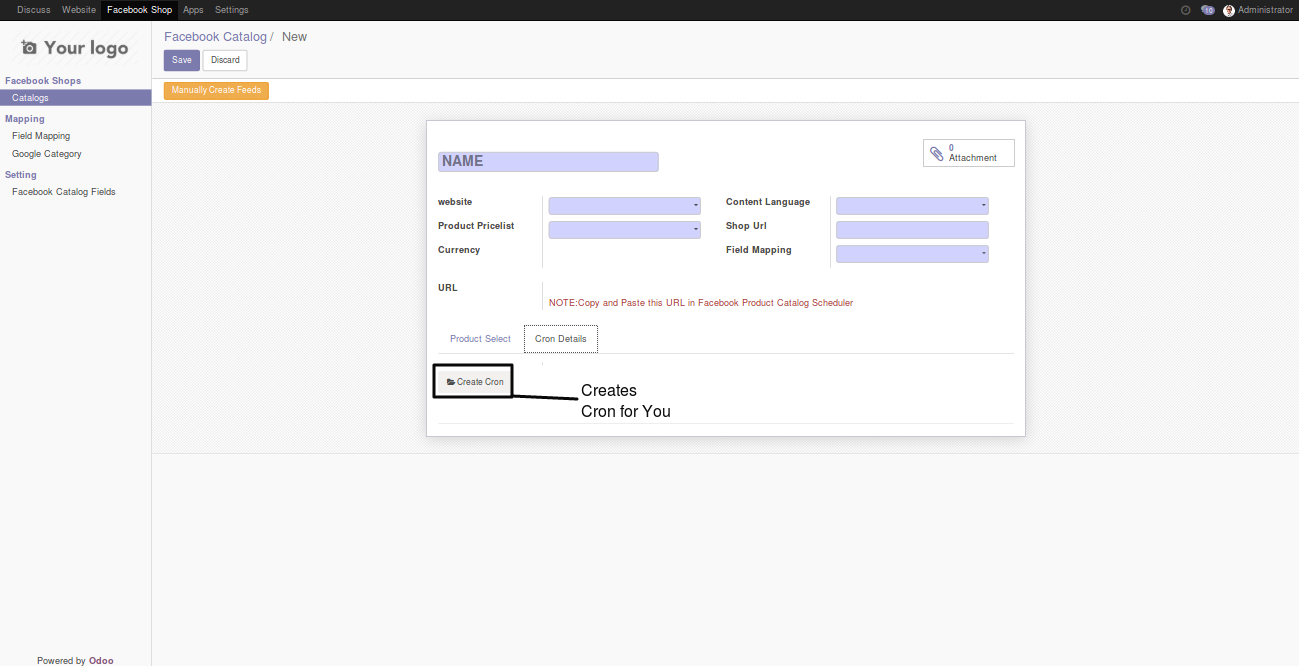 Discuss Website Facebook Shop Apps Settings 10 Administrator
Your logo
Facebook Shops
Catalogs
Mapping
Field Mapping
Google Category
Setting
Facebook Catalog Fields
Powered by Odoo
Facebook Catalog / New
Save Discard
Manually Create Feeds
0
Attachment
NAME
website
Product Pricelist
Currency
Content Language
Shop Url
Field Mapping
URL
NOTE:Copy and Paste this URL in Facebook Product Catalog Scheduler
Product Select Cron Details
Create Cron
Creates
Cron for You